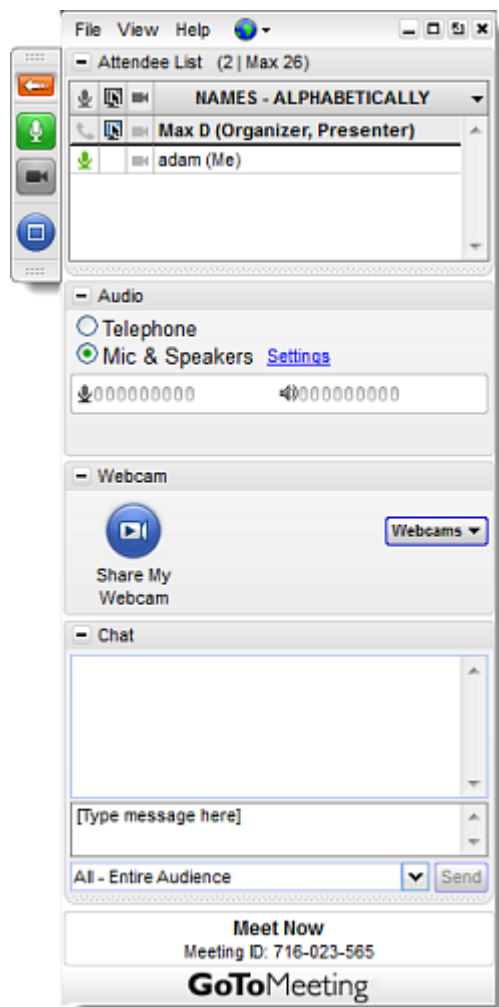 File View Help
Attendee List (2 | Max 26)
NAMES - ALPHABETICALLY
Max D (Organizer, Presenter)
adam (Me)
Audio
Telephone
Mic & Speakers Settings
000000000 000000000
Webcam
Webcams
Share My
Webcam
Chat
[Type message here]
All - Entire Audience
Send
Meet Now
Meeting ID: 716-023-565
GoToMeeting